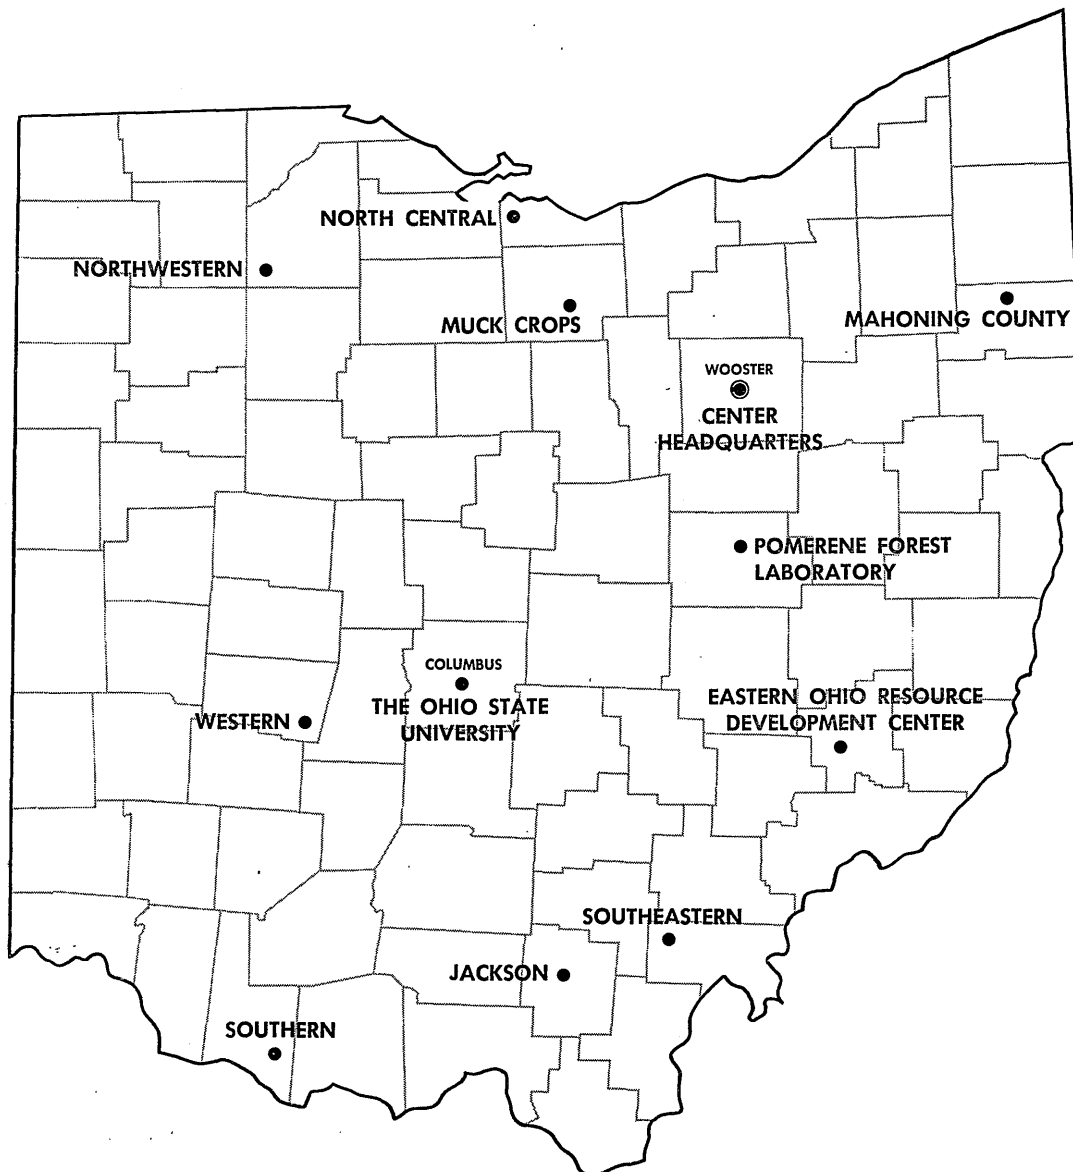 NORTH CENTRAL
NORTHWESTERN
MUCK CROPS
MAHONING COUNTY
WOOSTER
CENTER
HEADQUARTERS
POMERENE FOREST
LABORATORY
COLUMBUS
THE OHIO STATE
UNIVERSITY
EASTERN OHIO RESOURCE
DEVELOPMENT CENTER
WESTERN
SOUTHEASTERN
JACKSON
SOUTHERN